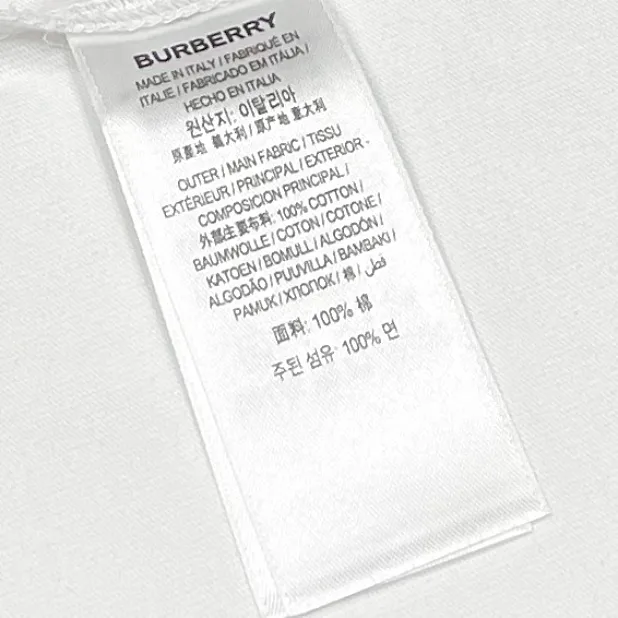 BURBERRY
MADE IN ITALY / FABRIQUÉ EN
ITALIE / FABRICADO EM ITÁLIA /
HECHO EN ITALIA
원산지: 이탈리아
原産地 義大利 / 原产地 意大利
OUTER / MAIN FABRIC / TISSU
EXTÉRIEUR / PRINCIPAL / EXTERIOR -
COMPOSICION PRINCIPAL /
外部主要布料: 100% COTTON /
BAUMWOLLE / COTON / COTONE /
KATOEN / BOMULL / ALGODÓN /
ALGODÃO / PUUVILLA / BAMBAKI /
PAMUK / ХЛОПОК / 棉 / قطن
面料: 100% 棉
주된 섬유: 100% 면